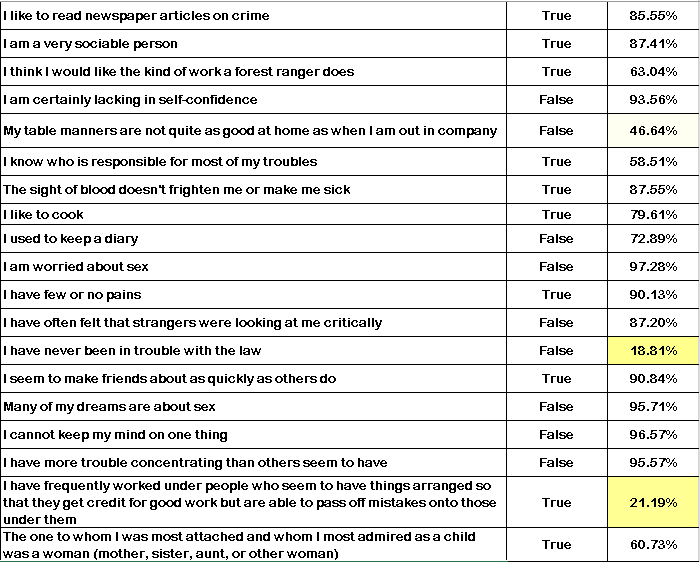 I like to read newspaper articles on crime True 85.55%
I am a very sociable person True 87.41%
I think I would like the kind of work a forest ranger does True 63.04%
I am certainly lacking in self-confidence False 93.56%
My table manners are not quite as good at home as when I am out in company False 46.64%
I know who is responsible for most of my troubles True 58.51%
The sight of blood doesn't frighten me or make me sick True 87.55%
I like to cook True 79.61%
I used to keep a diary False 72.89%
I am worried about sex False 97.28%
I have few or no pains True 90.13%
I have often felt that strangers were looking at me critically False 87.20%
I have never been in trouble with the law False 18.81%
I seem to make friends about as quickly as others do True 90.84%
Many of my dreams are about sex False 95.71%
I cannot keep my mind on one thing False 96.57%
I have more trouble concentrating than others seem to have False 95.57%
I have frequently worked under people who seem to have things arranged so
that they get credit for good work but are able to pass off mistakes onto those True 21.19%
under them
The one to whom I was most attached and whom I most admired as a child True 60.73%
was a woman (mother, sister, aunt, or other woman)